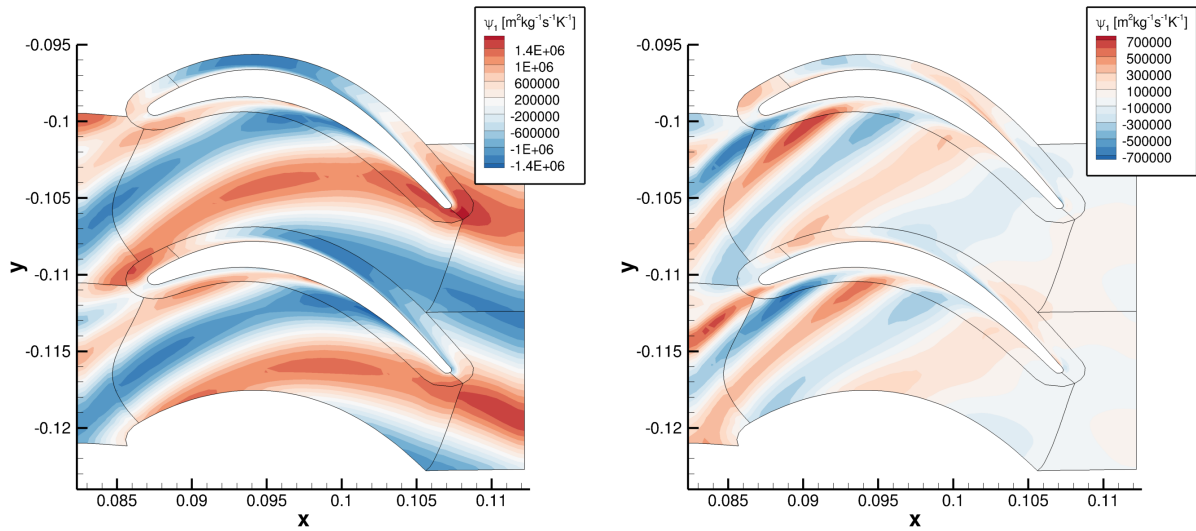 ψ₁ [m²kg⁻¹s⁻¹K⁻¹]
1.4E+06
1E+06
600000
200000
-200000
-600000
-1E+06
-1.4E+06
-0.095
-0.1
-0.105
-0.11
-0.115
-0.12
y
0.085 0.09 0.095 0.1 0.105 0.11
x
ψ₁ [m²kg⁻¹s⁻¹K⁻¹]
700000
500000
300000
100000
-100000
-300000
-500000
-700000
-0.095
-0.1
-0.105
-0.11
-0.115
-0.12
y
0.085 0.09 0.095 0.1 0.105 0.11
x